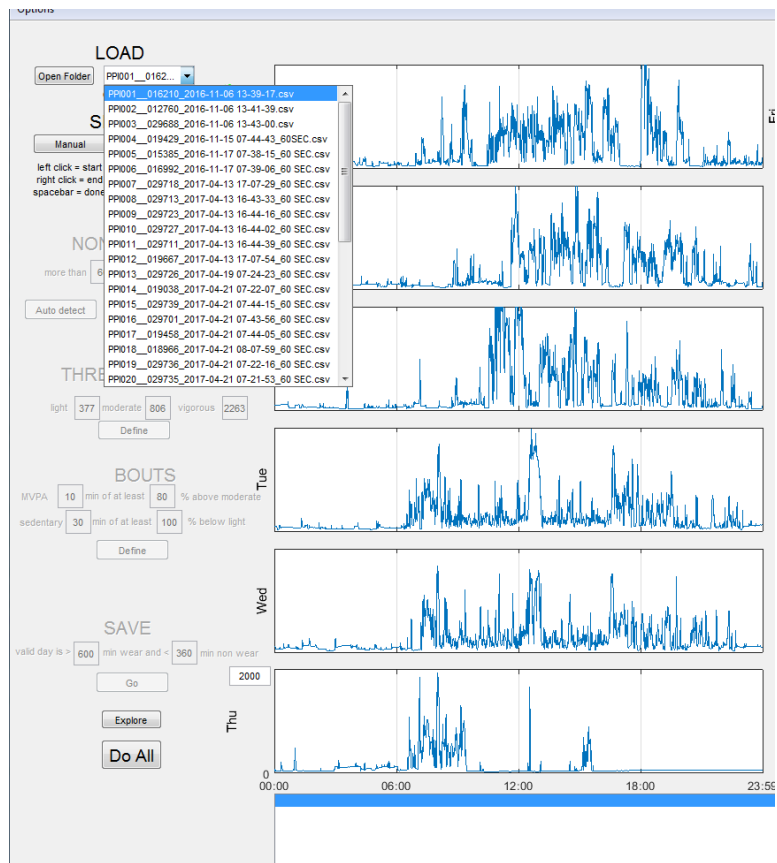 Options
LOAD
Open Folder
PPI001__0162...
PPI001__016210_2016-11-06 13-39-17.csv
PPI002__012760_2016-11-06 13-41-39.csv
PPI003__029688_2016-11-06 13-43-00.csv
PPI004__019429_2016-11-15 07-44-43_60SEC.csv
PPI005__015385_2016-11-17 07-38-15_60 SEC.csv
PPI006__016992_2016-11-17 07-39-06_60 SEC.csv
PPI007__029718_2017-04-13 17-07-29_60 SEC.csv
PPI008__029713_2017-04-13 16-43-33_60 SEC.csv
PPI009__029723_2017-04-13 16-44-16_60 SEC.csv
PPI010__029727_2017-04-13 16-44-02_60 SEC.csv
PPI011__029711_2017-04-13 16-44-39_60 SEC.csv
PPI012__019667_2017-04-13 17-07-54_60 SEC.csv
PPI013__029726_2017-04-19 07-24-23_60 SEC.csv
PPI014__019038_2017-04-21 07-22-07_60 SEC.csv
PPI015__029739_2017-04-21 07-44-15_60 SEC.csv
PPI016__029701_2017-04-21 07-43-56_60 SEC.csv
PPI017__019458_2017-04-21 07-44-05_60 SEC.csv
PPI018__018966_2017-04-21 08-07-59_60 SEC.csv
PPI019__029736_2017-04-21 07-22-16_60 SEC.csv
PPI020__029735_2017-04-21 07-21-53_60 SEC.csv
S
Manual
left click = start
right click = end
spacebar = done
NON
more than 6
Auto detect
THRE
light 377 moderate 806 vigorous 2263
Define
BOUTS
MVPA 10 min of at least 80 % above moderate
sedentary 30 min of at least 100 % below light
Define
SAVE
valid day is > 600 min wear and < 360 min non wear
Go
Explore
Do All
Fri
Tue
Wed
Thu
2000
0
00:00 06:00 12:00 18:00 23:59